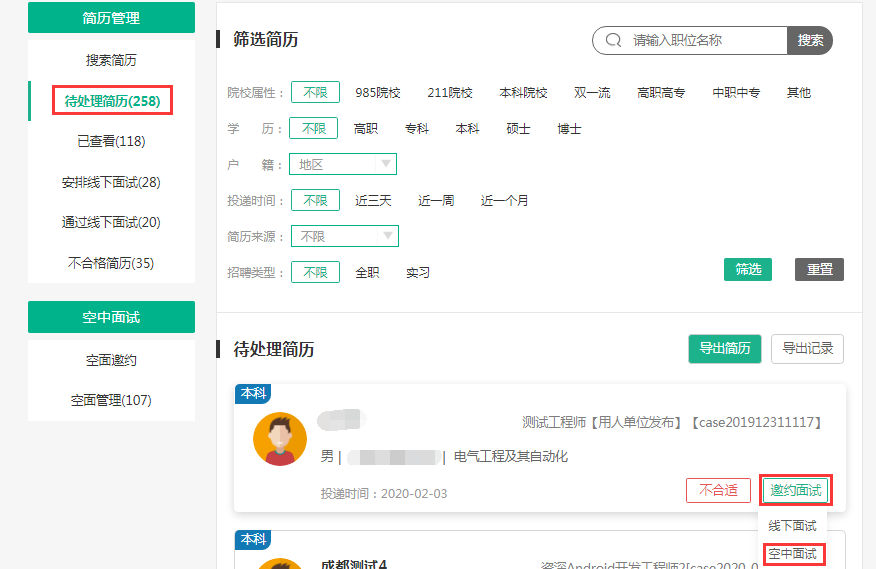 简历管理
搜索简历
待处理简历(258)
已查看(118)
安排线下面试(28)
通过线下面试(20)
不合格简历(35)
空中面试
空面邀约
空面管理(107)
筛选简历
请输入职位名称 搜索
院校属性： 不限 985院校 211院校 本科院校 双一流 高职高专 中职中专 其他
学 历： 不限 高职 专科 本科 硕士 博士
户 籍： 地区
投递时间： 不限 近三天 近一周 近一个月
简历来源： 不限
招聘类型： 不限 全职 实习
筛选 重置
待处理简历 导出简历 导出记录
本科
测试工程师【用人单位发布】【case201912311117】
男 | | 电气工程及其自动化
投递时间：2020-02-03 不合适 邀约面试
线下面试
空中面试
本科
成都测试4 资深Android开发工程师2[case2020-0